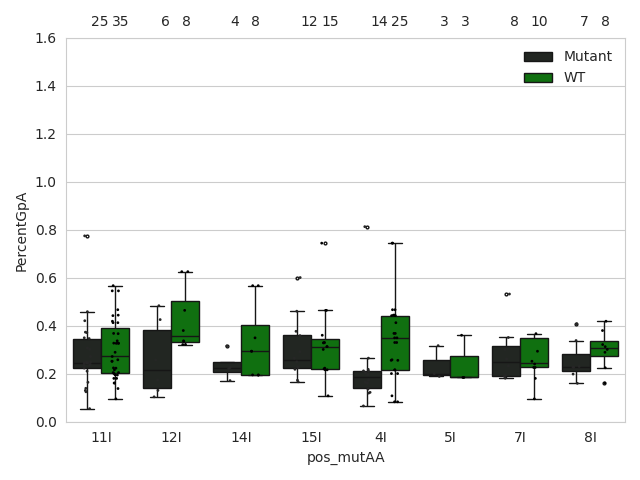 25 35 6 8 4 8 12 15 14 25 3 3 8 10 7 8
1.6
1.4
1.2
1.0
0.8
0.6
0.4
0.2
0.0
PercentGpA
Mutant
WT
11I 12I 14I 15I 4I 5I 7I 8I
pos_mutAA